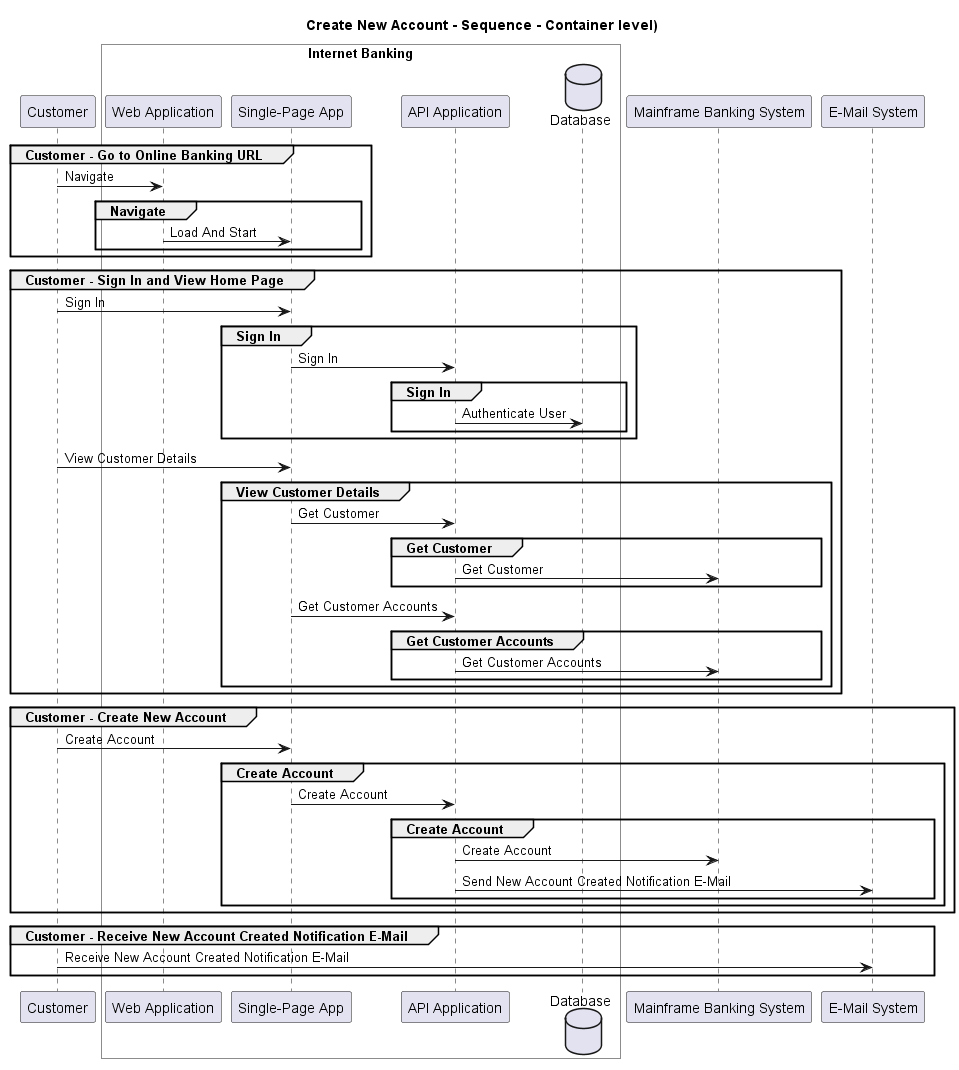 Create New Account - Sequence - Container level)
Internet Banking
Customer
Web Application
Single-Page App
API Application
Database
Mainframe Banking System
E-Mail System
Customer - Go to Online Banking URL
Navigate
Navigate
Load And Start
Customer - Sign In and View Home Page
Sign In
Sign In
Sign In
Sign In
Authenticate User
View Customer Details
View Customer Details
Get Customer
Get Customer
Get Customer
Get Customer Accounts
Get Customer Accounts
Get Customer Accounts
Customer - Create New Account
Create Account
Create Account
Create Account
Create Account
Create Account
Send New Account Created Notification E-Mail
Customer - Receive New Account Created Notification E-Mail
Receive New Account Created Notification E-Mail
Customer
Web Application
Single-Page App
API Application
Database
Mainframe Banking System
E-Mail System